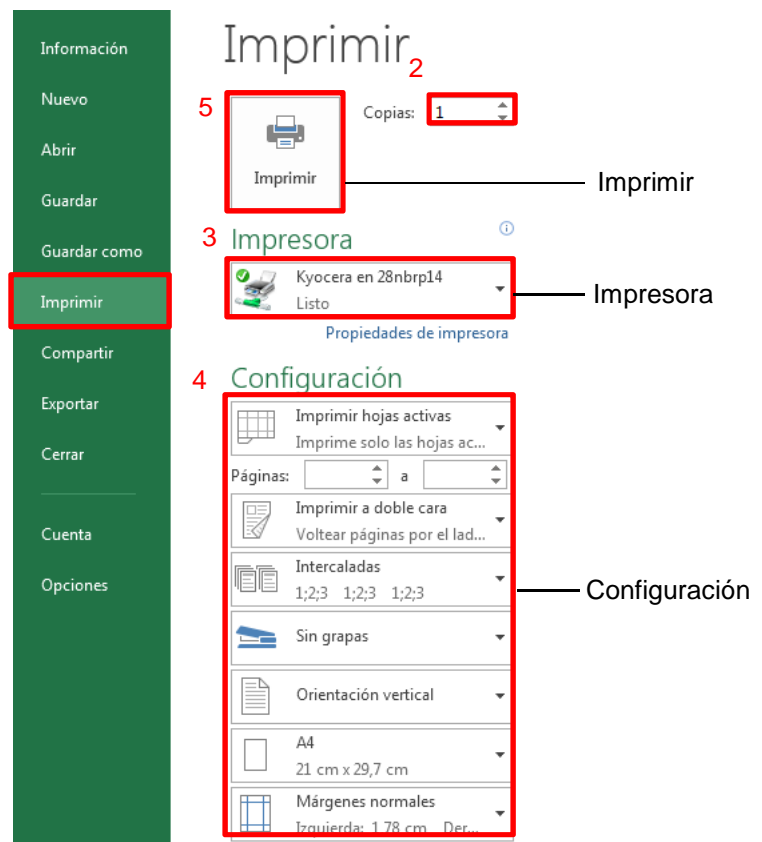 Información
Nuevo
Abrir
Guardar
Guardar como
Imprimir
Compartir
Exportar
Cerrar
Cuenta
Opciones
Imprimir
2
5
Copias: 1
Imprimir
Imprimir
3
Impresora
Kyocera en 28nbrp14
Listo
Impresora
Propiedades de impresora
4
Configuración
Imprimir hojas activas
Imprime solo las hojas ac...
Páginas: a
Imprimir a doble cara
Voltear páginas por el lad...
Intercaladas
1;2;3 1;2;3 1;2;3
Configuración
Sin grapas
Orientación vertical
A4
21 cm x 29,7 cm
Márgenes normales
Izquierda: 1,78 cm Der...